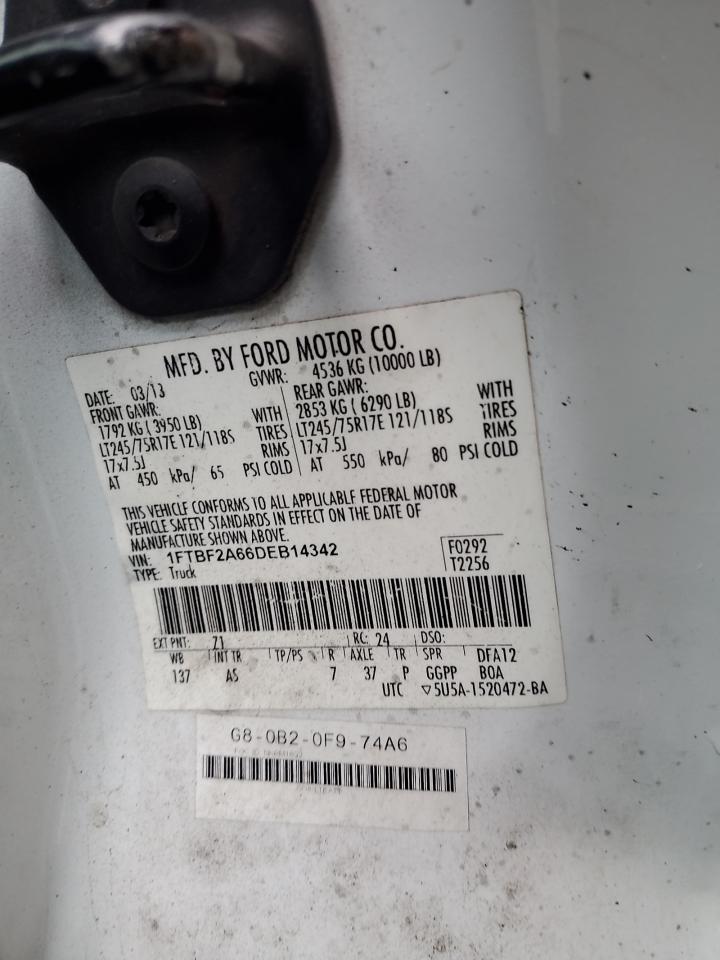 MFD. BY FORD MOTOR CO.
DATE: 03/13 GVWR: 4536 KG (10000 LB)
FRONT GAWR: REAR GAWR:
1792 KG (3950 LB) WITH 2853 KG (6290 LB) WITH
LT245/75R17E 121/118S TIRES LT245/75R17E 121/118S TIRES
17x7.5J RIMS 17x7.5J RIMS
AT 450 kPa/ 65 PSI COLD AT 550 kPa/ 80 PSI COLD
THIS VEHICLE CONFORMS TO ALL APPLICABLE FEDERAL MOTOR
VEHICLE SAFETY STANDARDS IN EFFECT ON THE DATE OF
MANUFACTURE SHOWN ABOVE.
VIN: 1FTBF2A66DEB14342 F0292
TYPE: Truck T2256
EXT PNT: Z1 RC: 24 DSO:
WB INT TR TP/PS R AXLE TR SPR DFA12
137 AS 7 37 P GGPP BOA
UTC ▽5U5A-1520472-BA
G8-0B2-0F9-74A6